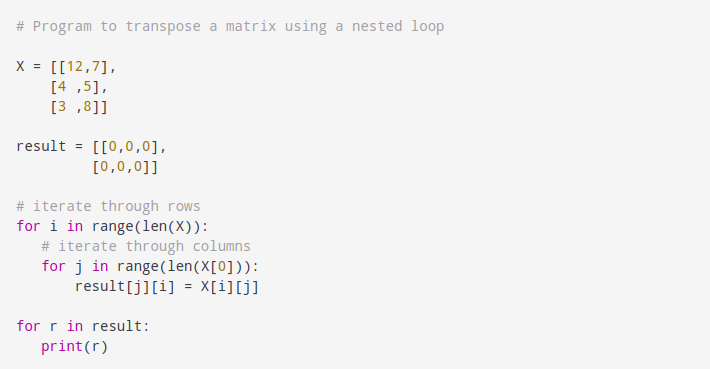 # Program to transpose a matrix using a nested loop

X = [[12,7],
    [4 ,5],
    [3 ,8]]

result = [[0,0,0],
         [0,0,0]]

# iterate through rows
for i in range(len(X)):
   # iterate through columns
   for j in range(len(X[0])):
       result[j][i] = X[i][j]

for r in result:
   print(r)